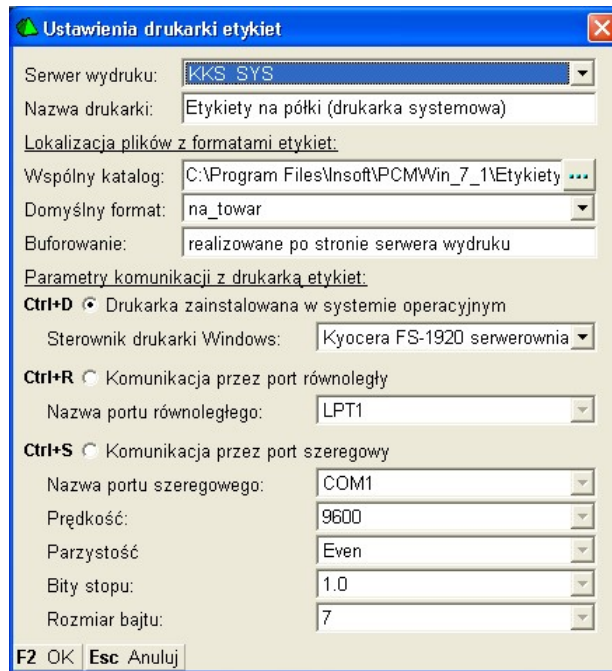 Ustawienia drukarki etykiet
Serwer wydruku: KKS_SYS
Nazwa drukarki: Etykiety na półki (drukarka systemowa)
Lokalizacja plików z formatami etykiet:
Wspólny katalog: C:\Program Files\Insoft\PCMWin_7_1\Etykiety ...
Domyślny format: na_towar
Buforowanie: realizowane po stronie serwera wydruku
Parametry komunikacji z drukarką etykiet:
Ctrl+D Drukarka zainstalowana w systemie operacyjnym
Sterownik drukarki Windows: Kyocera FS-1920 serwerownia
Ctrl+R Komunikacja przez port równoległy
Nazwa portu równoległego: LPT1
Ctrl+S Komunikacja przez port szeregowy
Nazwa portu szeregowego: COM1
Prędkość: 9600
Parzystość Even
Bity stopu: 1.0
Rozmiar bajtu: 7
F2 OK Esc Anuluj